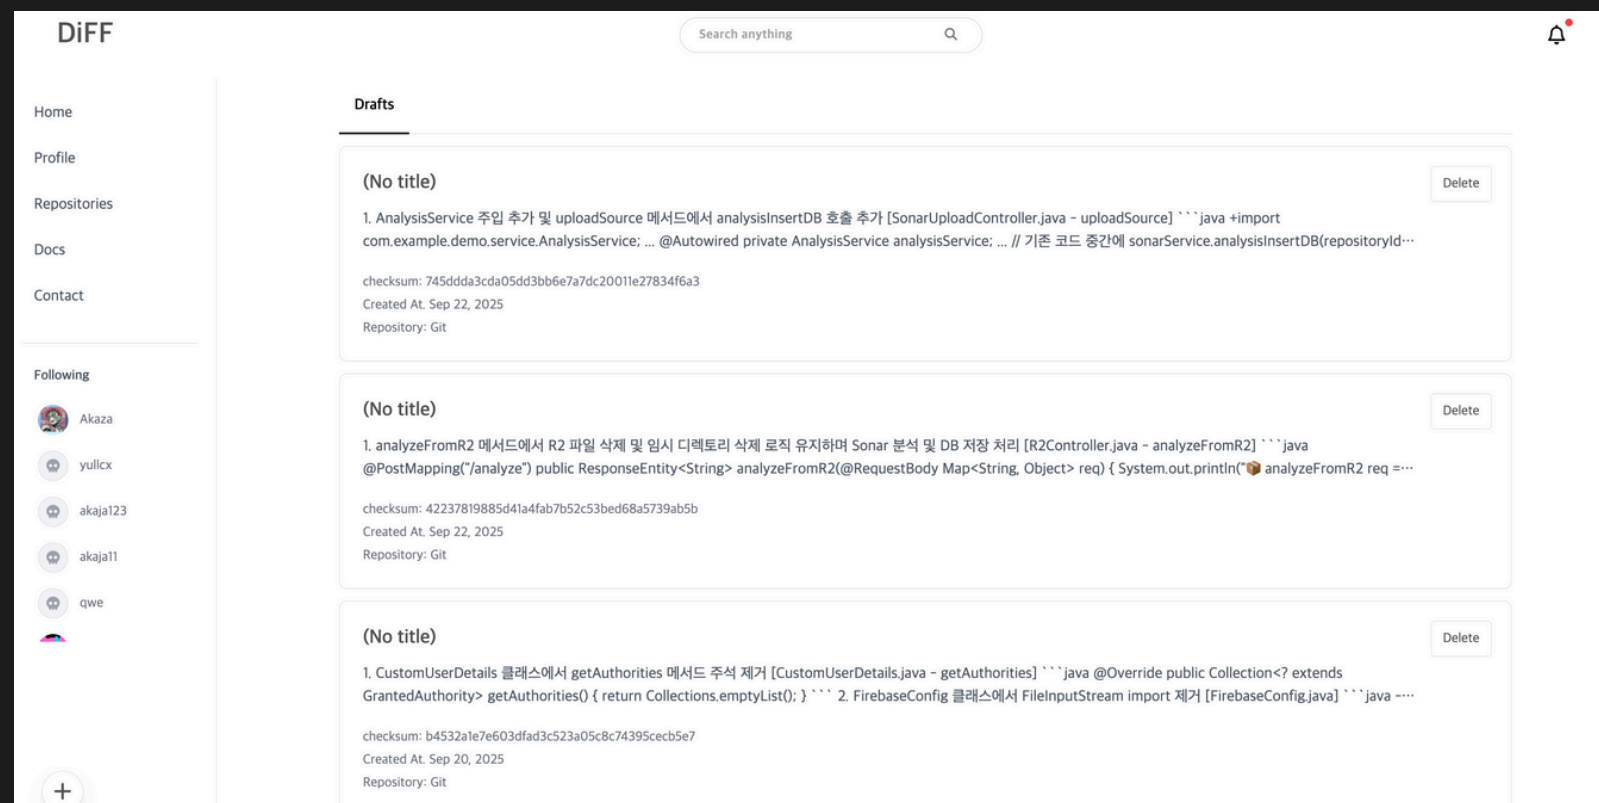 DiFF
Search anything
Home
Profile
Repositories
Docs
Contact
Following
Akaza
yullcx
akaja123
akaja11
qwe
Drafts
(No title)
Delete
1. AnalysisService 주입 추가 및 uploadSource 메서드에서 analysisInsertDB 호출 추가 [SonarUploadController.java - uploadSource] ```java +import
com.example.demo.service.AnalysisService; ... @Autowired private AnalysisService analysisService; ... // 기존 코드 중간에 sonarService.analysisInsertDB(repositoryId…
checksum: 745ddda3cda05dd3bb6e7a7dc20011e27834f6a3
Created At. Sep 22, 2025
Repository: Git
(No title)
Delete
1. analyzeFromR2 메서드에서 R2 파일 삭제 및 임시 디렉토리 삭제 로직 유지하며 Sonar 분석 및 DB 저장 처리 [R2Controller.java - analyzeFromR2] ```java
@PostMapping("/analyze") public ResponseEntity<String> analyzeFromR2(@RequestBody Map<String, Object> req) { System.out.println("📦 analyzeFromR2 req =…
checksum: 42237819885d41a4fab7b52c53bed68a5739ab5b
Created At. Sep 22, 2025
Repository: Git
(No title)
Delete
1. CustomUserDetails 클래스에서 getAuthorities 메서드 주석 제거 [CustomUserDetails.java - getAuthorities] ```java @Override public Collection<? extends
GrantedAuthority> getAuthorities() { return Collections.emptyList(); } ``` 2. FirebaseConfig 클래스에서 FileInputStream import 제거 [FirebaseConfig.java] ```java -…
checksum: b4532a1e7e603dfad3c523a05c8c74395cecb5e7
Created At. Sep 20, 2025
Repository: Git